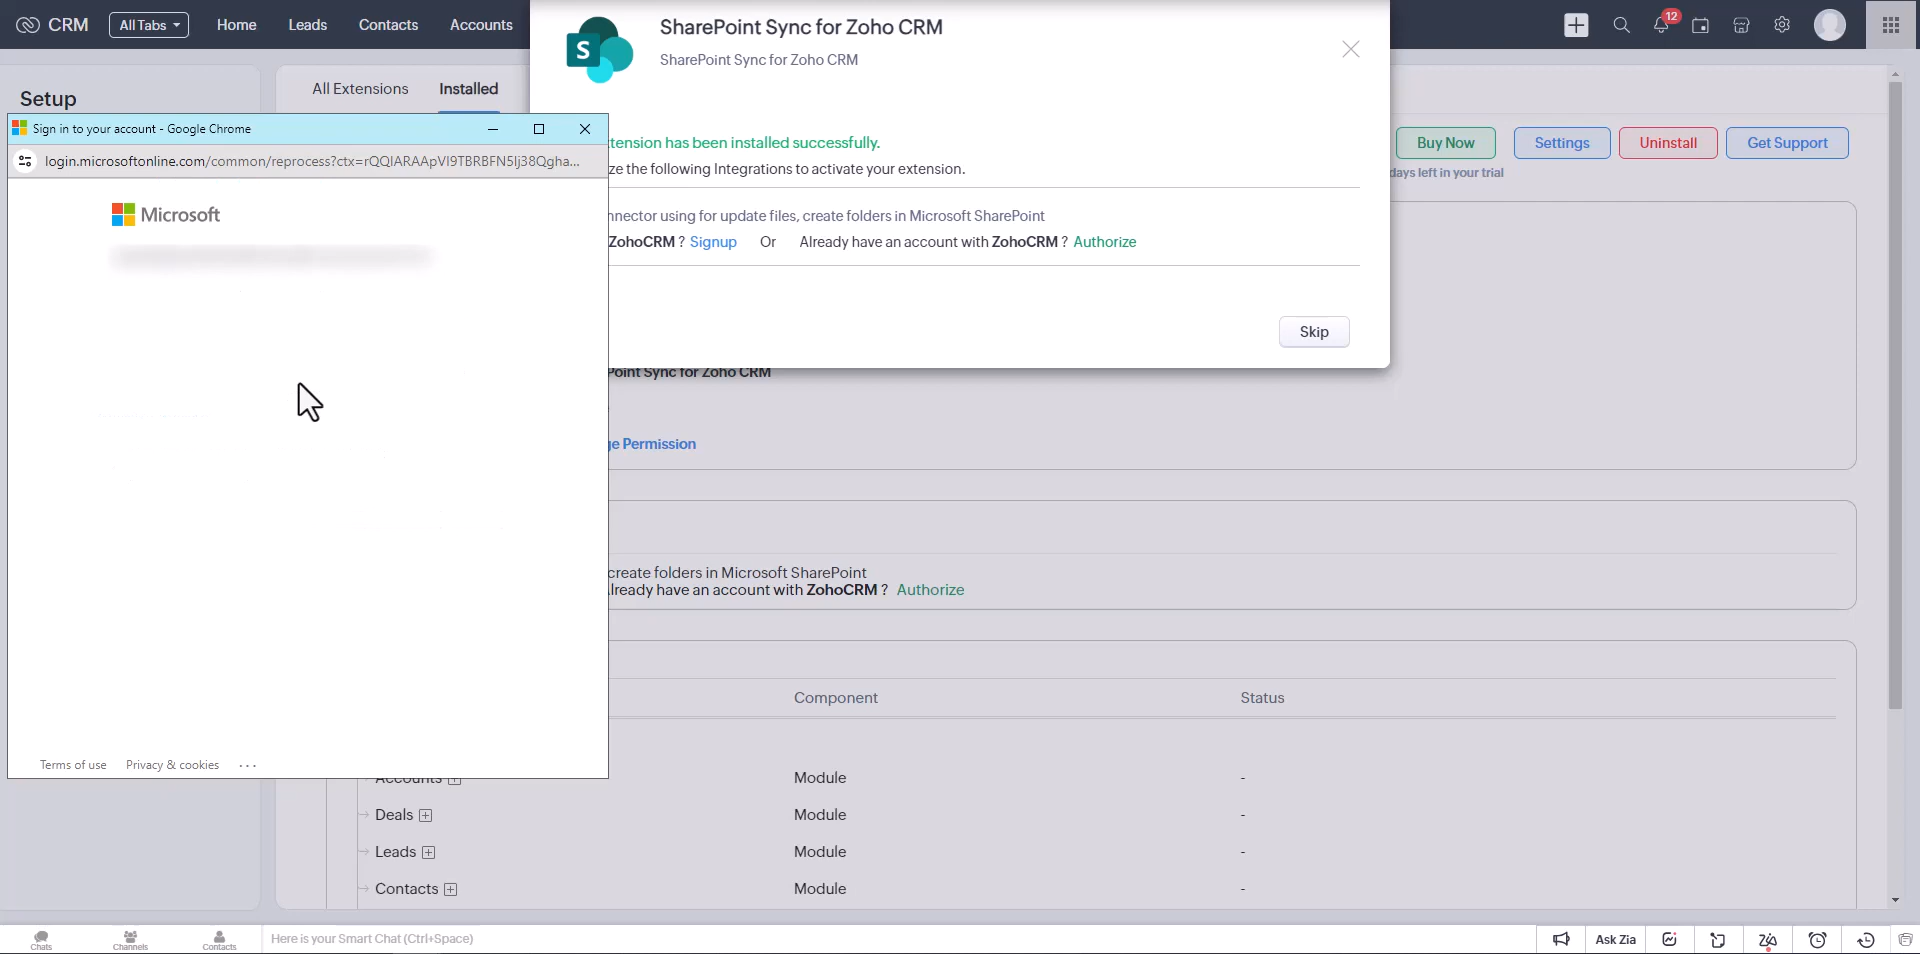 CRM
All Tabs
Home
Leads
Contacts
Accounts
SharePoint Sync for Zoho CRM
SharePoint Sync for Zoho CRM
12
Setup
All Extensions
Installed
Sign in to your account - Google Chrome
login.microsoftonline.com/common/reprocess?ctx=rQQIARAApVI9TBRBFN5Ij38Qgha...
Microsoft
tension has been installed successfully.
ze the following Integrations to activate your extension.
nnector using for update files, create folders in Microsoft SharePoint
ZohoCRM ? Signup Or Already have an account with ZohoCRM ? Authorize
Skip
Buy Now
Settings
Uninstall
Get Support
days left in your trial
Point Sync for Zoho CRM
ge Permission
create folders in Microsoft SharePoint
lready have an account with ZohoCRM ? Authorize
Component
Status
Terms of use
Privacy & cookies
...
Accounts
Module
-
Deals
Module
-
Leads
Module
-
Contacts
Module
-
Chats
Channels
Contacts
Here is your Smart Chat (Ctrl+Space)
Ask Zia